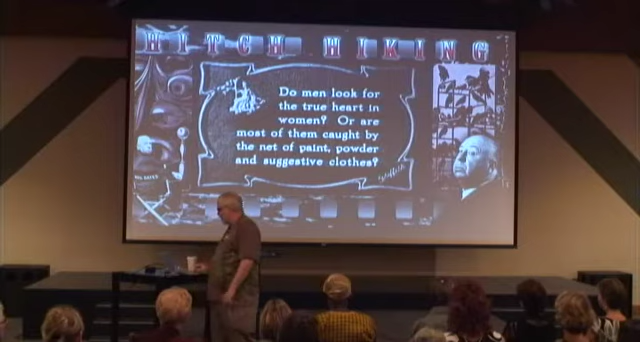 HITCH HIKING
Do men look for
the true heart in
women? Or are
most of them caught by
the net of paint, powder
and suggestive clothes?